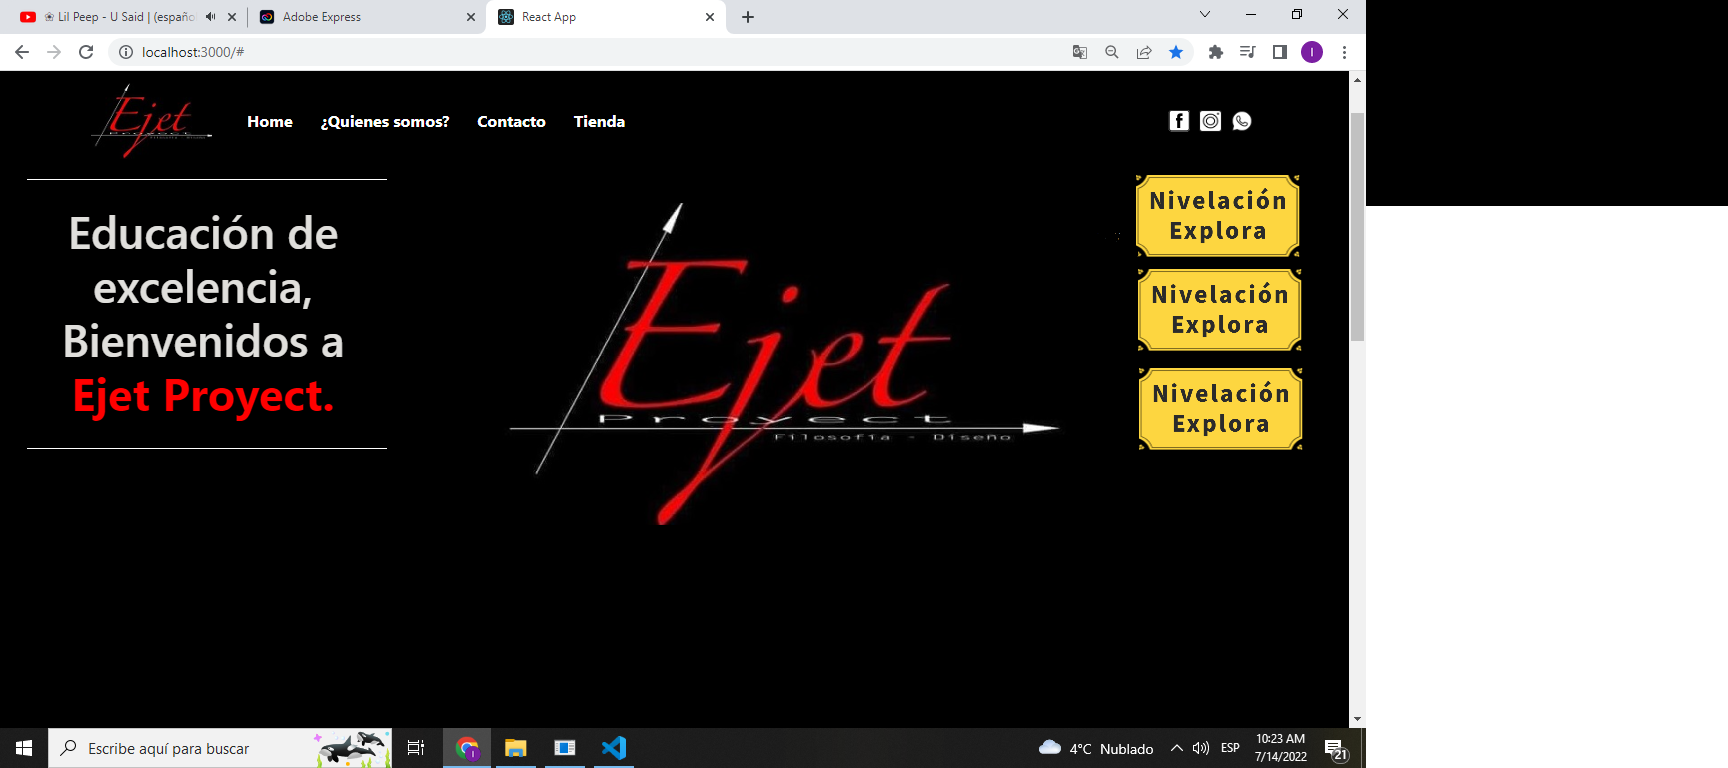 Lil Peep - U Said | (españo
Adobe Express
React App
localhost:3000/#
I
Ejet
Proyect
Home
¿Quienes somos?
Contacto
Tienda
Educación de
excelencia,
Bienvenidos a
Ejet Proyect.
Ejet
Proyect
Filosofía - Diseño
Nivelación
Explora
Nivelación
Explora
Nivelación
Explora
Escribe aquí para buscar
4°C Nublado
ESP
10:23 AM
7/14/2022
21